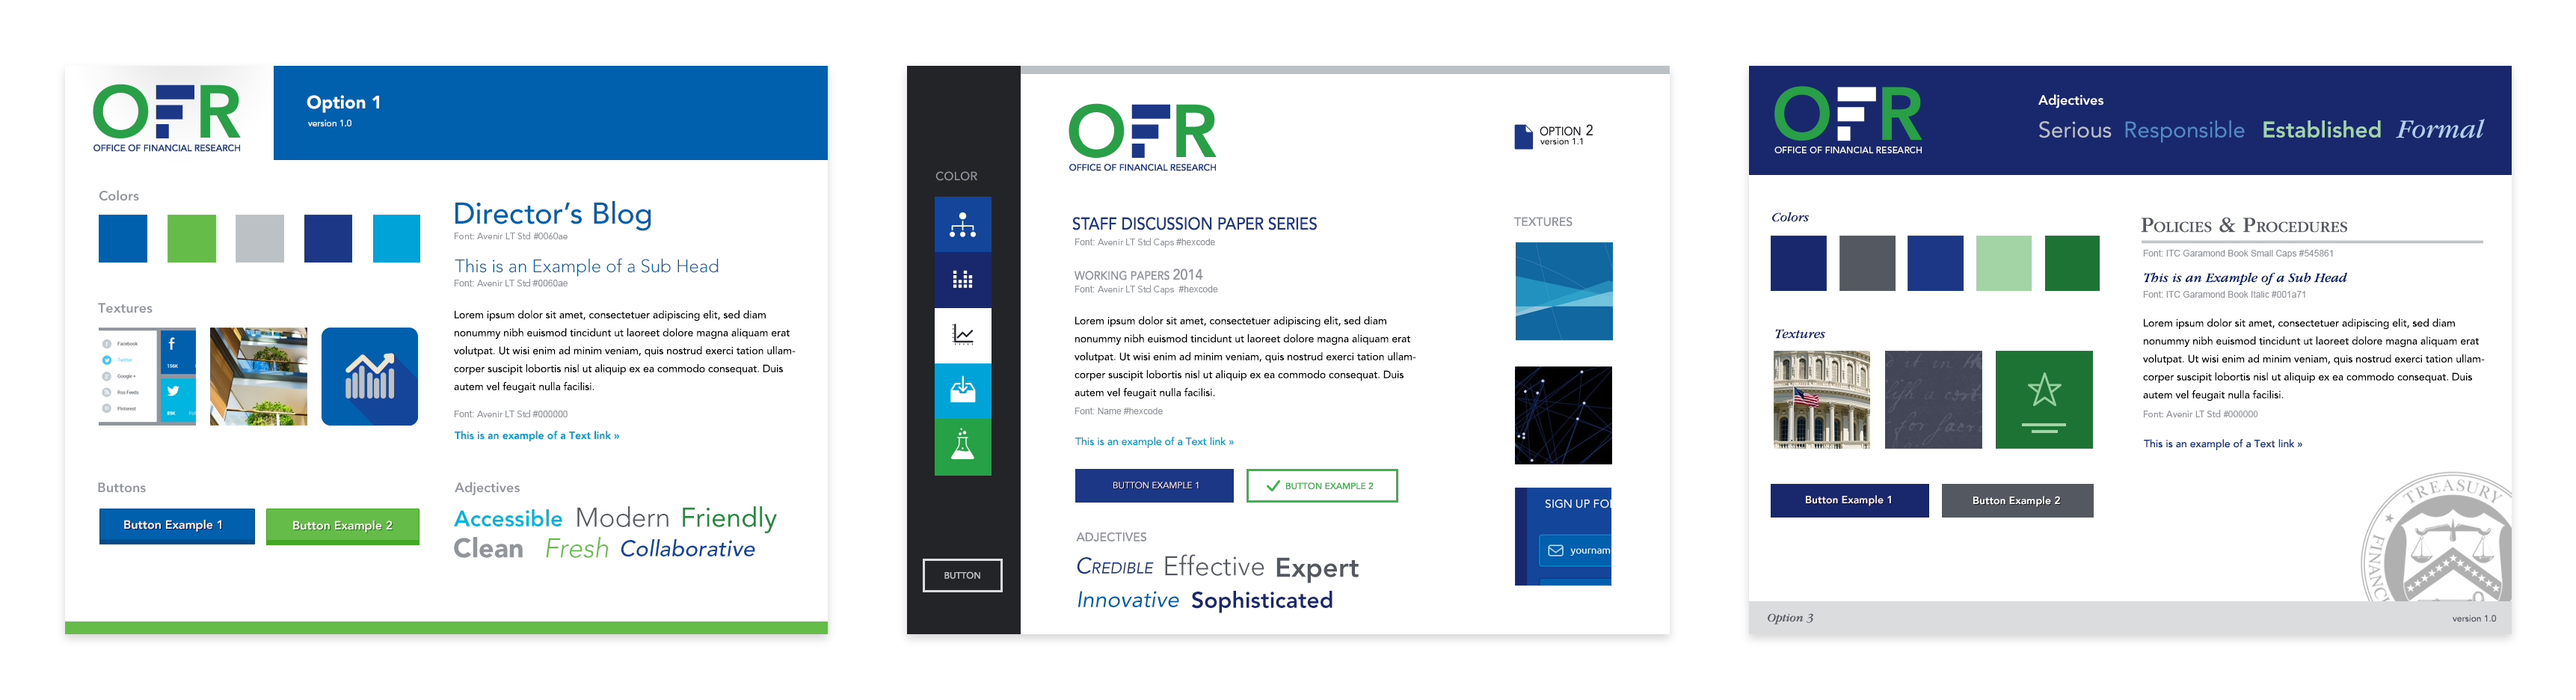 OFR
OFFICE OF FINANCIAL RESEARCH
Option 1
version 1.0
Colors
Textures
Facebook
Twitter
Google +
Rss Feeds
Pinterest
f
156K
89K
Buttons
Button Example 1
Button Example 2
Director's Blog
Font: Avenir LT Std #0060ae
This is an Example of a Sub Head
Font: Avenir LT Std #0060ae
Lorem ipsum dolor sit amet, consectetuer adipiscing elit, sed diam
nonummy nibh euismod tincidunt ut laoreet dolore magna aliquam erat
volutpat. Ut wisi enim ad minim veniam, quis nostrud exerci tation ullam-
corper suscipit lobortis nisl ut aliquip ex ea commodo consequat. Duis
autem vel feugait nulla facilisi.
Font: Avenir LT Std #000000
This is an example of a Text link »
Adjectives
Accessible Modern Friendly
Clean Fresh Collaborative
COLOR
BUTTON
OFR
OFFICE OF FINANCIAL RESEARCH
OPTION 2
version 1.1
STAFF DISCUSSION PAPER SERIES
Font: Avenir LT Std Caps #hexcode
WORKING PAPERS 2014
Font: Avenir LT Std Caps #hexcode
Lorem ipsum dolor sit amet, consectetuer adipiscing elit, sed diam
nonummy nibh euismod tincidunt ut laoreet dolore magna aliquam erat
volutpat. Ut wisi enim ad minim veniam, quis nostrud exerci tation ullam-
corper suscipit lobortis nisl ut aliquip ex ea commodo consequat. Duis
autem vel feugait nulla facilisi.
Font: Name #hexcode
This is an example of a Text link »
BUTTON EXAMPLE 1
BUTTON EXAMPLE 2
ADJECTIVES
CREDIBLE Effective Expert
Innovative Sophisticated
TEXTURES
SIGN UP FO
yournam
OFR
OFFICE OF FINANCIAL RESEARCH
Adjectives
Serious Responsible Established Formal
Colors
Textures
Button Example 1
Button Example 2
POLICIES & PROCEDURES
Font: ITC Garamond Book Small Caps #545861
This is an Example of a Sub Head
Font: ITC Garamond Book Italic #001a71
Lorem ipsum dolor sit amet, consectetuer adipiscing elit, sed diam
nonummy nibh euismod tincidunt ut laoreet dolore magna aliquam erat
volutpat. Ut wisi enim ad minim veniam, quis nostrud exerci tation ullam-
corper suscipit lobortis nisl ut aliquip ex ea commodo consequat. Duis
autem vel feugait nulla facilisi.
Font: Avenir LT Std #000000
This is an example of a Text link »
TREASURY
FINANC
Option 3
version 1.0